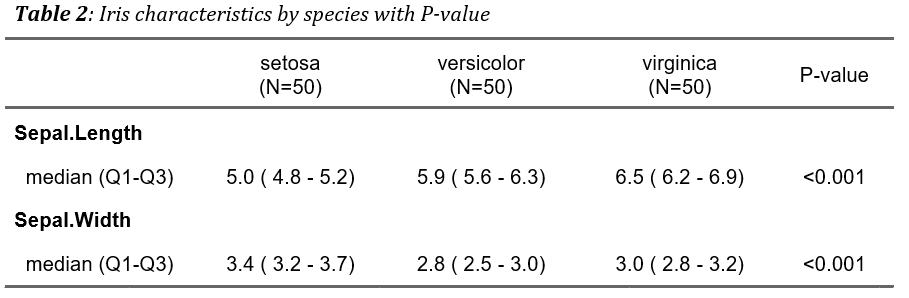 Table 2: Iris characteristics by species with P-value
setosa (N=50) versicolor (N=50) virginica (N=50) P-value
Sepal.Length
median (Q1-Q3) 5.0 ( 4.8 - 5.2) 5.9 ( 5.6 - 6.3) 6.5 ( 6.2 - 6.9) <0.001
Sepal.Width
median (Q1-Q3) 3.4 ( 3.2 - 3.7) 2.8 ( 2.5 - 3.0) 3.0 ( 2.8 - 3.2) <0.001